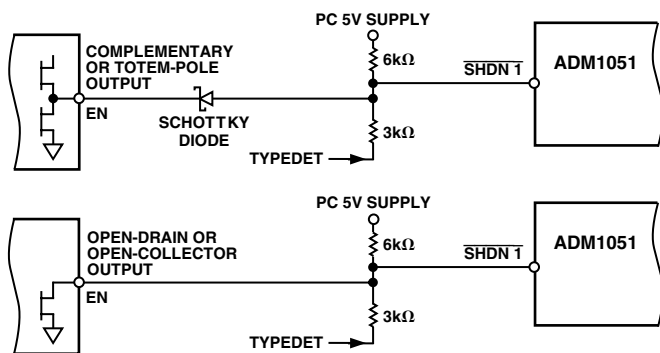 PC 5V SUPPLY
COMPLEMENTARY
OR TOTEM-POLE
OUTPUT
EN
SCHOTTKY
DIODE
6kΩ
3kΩ
TYPEDET
SHDN 1
ADM1051
PC 5V SUPPLY
OPEN-DRAIN OR
OPEN-COLLECTOR
OUTPUT
EN
6kΩ
3kΩ
TYPEDET
SHDN 1
ADM1051